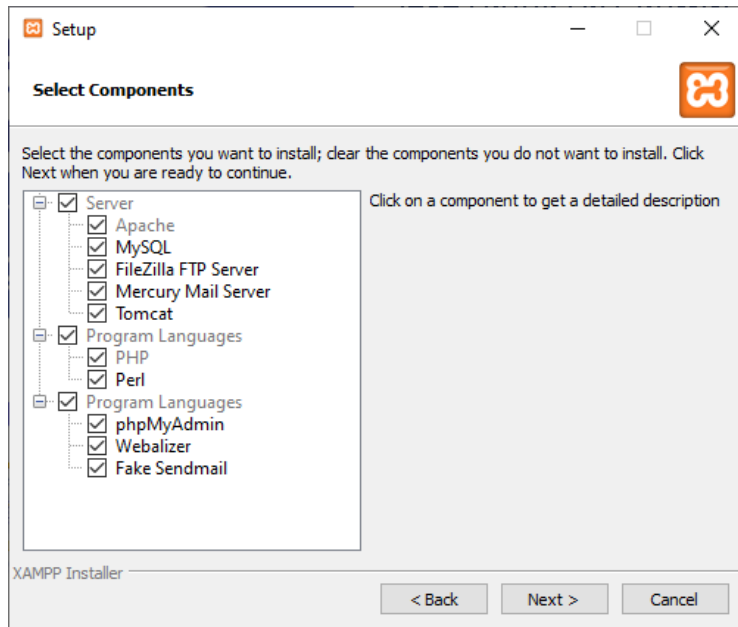 Setup
Select Components
Select the components you want to install; clear the components you do not want to install. Click
Next when you are ready to continue.
Server
Apache
MySQL
FileZilla FTP Server
Mercury Mail Server
Tomcat
Program Languages
PHP
Perl
Program Languages
phpMyAdmin
Webalizer
Fake Sendmail
Click on a component to get a detailed description
XAMPP Installer
< Back
Next >
Cancel